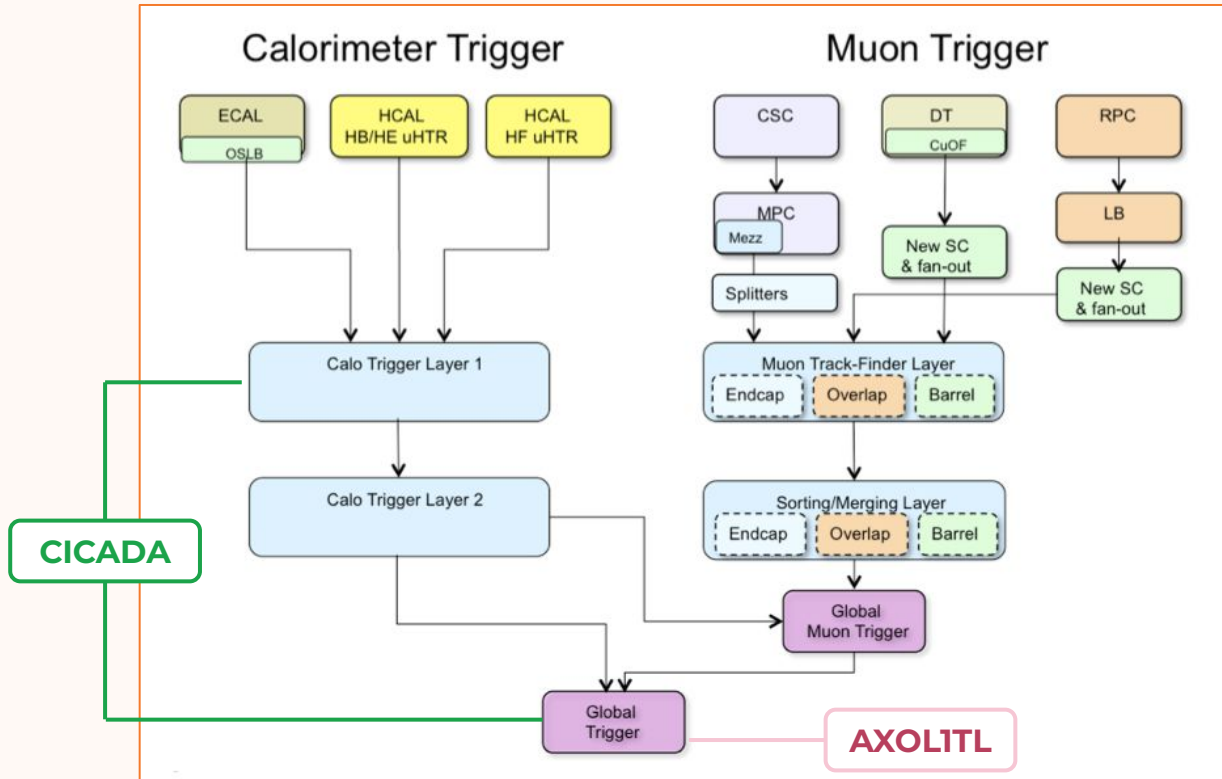 Calorimeter Trigger
Muon Trigger
ECAL
OSLB
HCAL
HB/HE uHTR
HCAL
HF uHTR
CSC
DT
CuOF
RPC
MPC
Mezz
LB
New SC
& fan-out
Splitters
New SC
& fan-out
Calo Trigger Layer 1
Muon Track-Finder Layer
Endcap
Overlap
Barrel
Calo Trigger Layer 2
Sorting/Merging Layer
Endcap
Overlap
Barrel
CICADA
Global
Muon Trigger
Global
Trigger
AXOL1TL